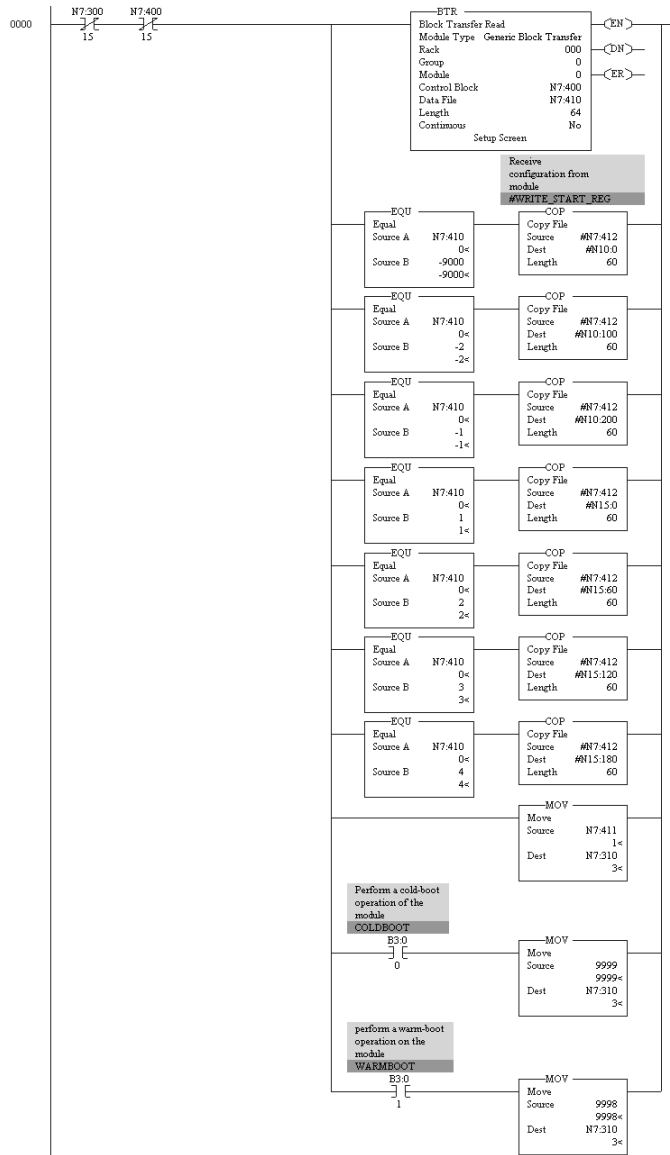 0000
N7:300
15
N7:400
15
BTR
Block Transfer Read
Module Type Generic Block Transfer
Rack 000
Group 0
Module 0
Control Block N7:400
Data File N7:410
Length 64
Continuous No
Setup Screen
EN
DN
ER
Receive
configuration from
module
#WRITE_START_REG
EQU
Equal
Source A N7:410
0<
Source B -9000
-9000<
COP
Copy File
Source #N7:412
Dest #N10:0
Length 60
EQU
Equal
Source A N7:410
0<
Source B -2
-2<
COP
Copy File
Source #N7:412
Dest #N10:100
Length 60
EQU
Equal
Source A N7:410
0<
Source B -1
-1<
COP
Copy File
Source #N7:412
Dest #N10:200
Length 60
EQU
Equal
Source A N7:410
0<
Source B 1
1<
COP
Copy File
Source #N7:412
Dest #N15:0
Length 60
EQU
Equal
Source A N7:410
0<
Source B 2
2<
COP
Copy File
Source #N7:412
Dest #N15:60
Length 60
EQU
Equal
Source A N7:410
0<
Source B 3
3<
COP
Copy File
Source #N7:412
Dest #N15:120
Length 60
EQU
Equal
Source A N7:410
0<
Source B 4
4<
COP
Copy File
Source #N7:412
Dest #N15:180
Length 60
MOV
Move
Source N7:411
1<
Dest N7:310
3<
Perform a cold-boot
operation of the
module
COLDBOOT
B3:0
0
MOV
Move
Source 9999
9999<
Dest N7:310
3<
perform a warm-boot
operation on the
module
WARMBOOT
B3:0
1
MOV
Move
Source 9998
9998<
Dest N7:310
3<